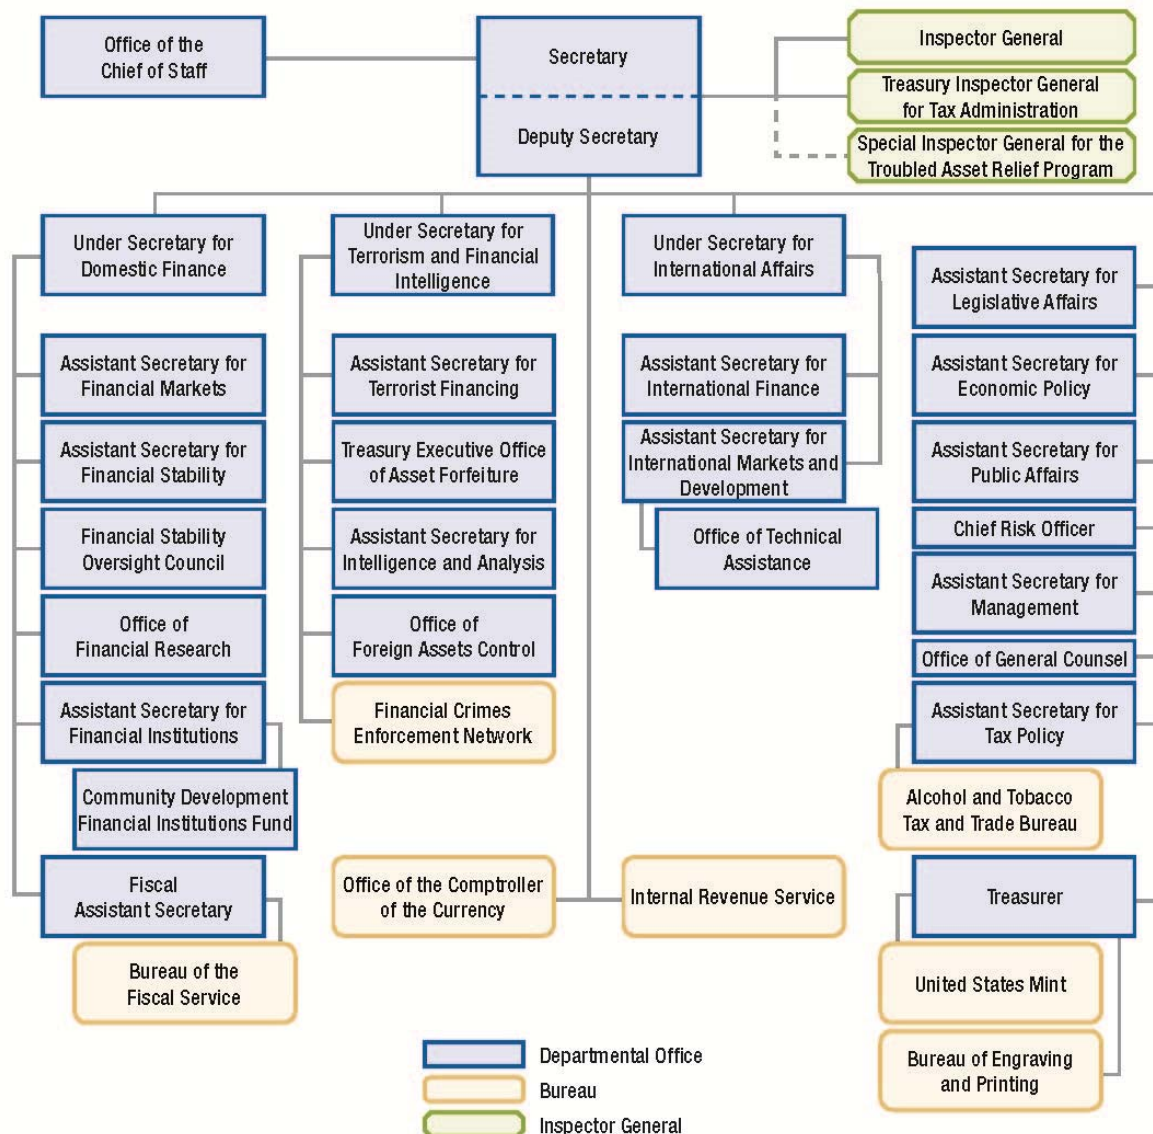 Office of the
Chief of Staff
Secretary
Deputy Secretary
Inspector General
Treasury Inspector General
for Tax Administration
Special Inspector General for the
Troubled Asset Relief Program
Under Secretary for
Domestic Finance
Assistant Secretary for
Financial Markets
Assistant Secretary for
Financial Stability
Financial Stability
Oversight Council
Office of
Financial Research
Assistant Secretary for
Financial Institutions
Community Development
Financial Institutions Fund
Fiscal
Assistant Secretary
Bureau of the
Fiscal Service
Under Secretary for
Terrorism and Financial
Intelligence
Assistant Secretary for
Terrorist Financing
Treasury Executive Office
of Asset Forfeiture
Assistant Secretary for
Intelligence and Analysis
Office of
Foreign Assets Control
Financial Crimes
Enforcement Network
Office of the Comptroller
of the Currency
Under Secretary for
International Affairs
Assistant Secretary for
International Finance
Assistant Secretary for
International Markets and
Development
Office of Technical
Assistance
Internal Revenue Service
Assistant Secretary for
Legislative Affairs
Assistant Secretary for
Economic Policy
Assistant Secretary for
Public Affairs
Chief Risk Officer
Assistant Secretary for
Management
Office of General Counsel
Assistant Secretary for
Tax Policy
Alcohol and Tobacco
Tax and Trade Bureau
Treasurer
United States Mint
Bureau of Engraving
and Printing
Departmental Office
Bureau
Inspector General